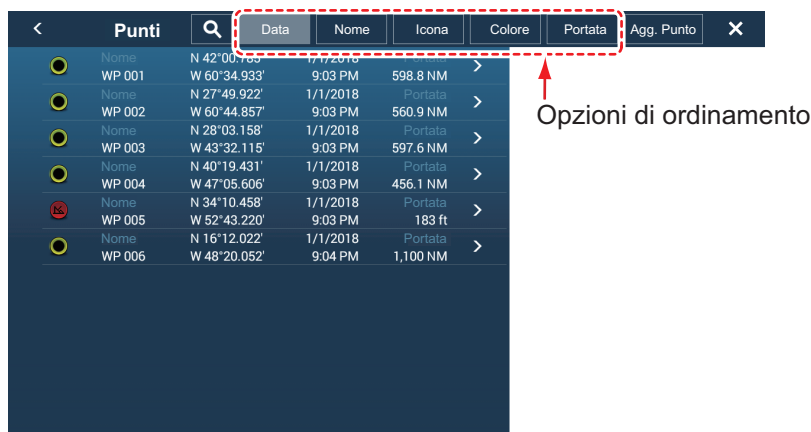 Punti Data Nome Icona Colore Portata Agg. Punto
Nome N 42°00.785' 1/1/2018 Portata
WP 001 W 60°34.933' 9:03 PM 598.8 NM
Nome N 27°49.922' 1/1/2018 Portata
WP 002 W 60°44.857' 9:03 PM 560.9 NM
Nome N 28°03.158' 1/1/2018 Portata
WP 003 W 43°32.115' 9:03 PM 597.6 NM
Nome N 40°19.431' 1/1/2018 Portata
WP 004 W 47°05.606' 9:03 PM 456.1 NM
Nome N 34°10.458' 1/1/2018 Portata
WP 005 W 52°43.220' 9:03 PM 183 ft
Nome N 16°12.022' 1/1/2018 Portata
WP 006 W 48°20.052' 9:04 PM 1,100 NM
Opzioni di ordinamento